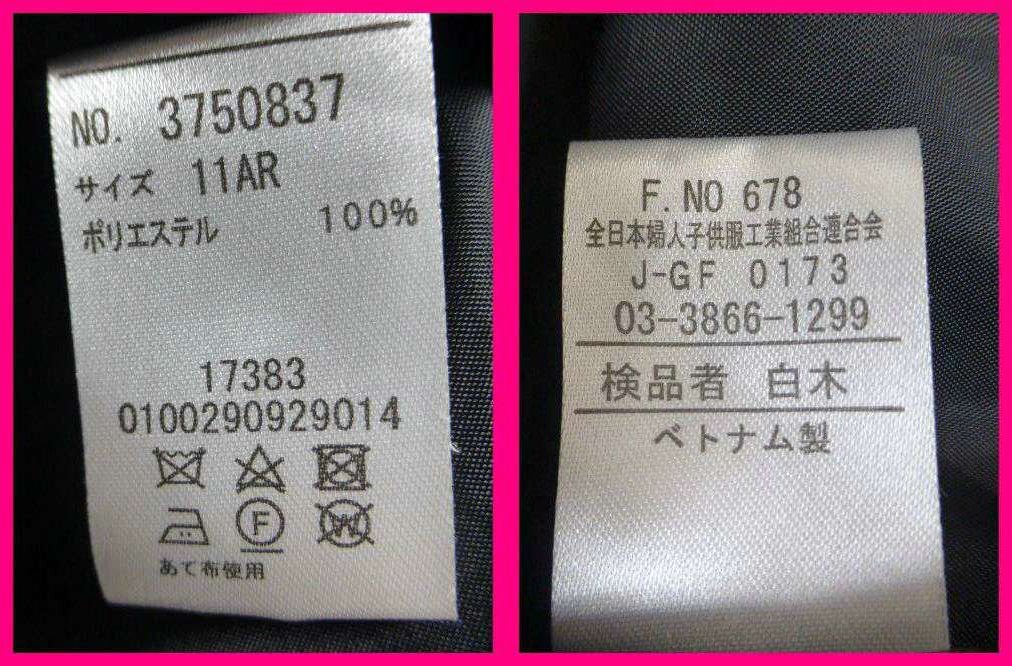 NO. 3750837
サイズ 11AR
ポリエステル 100%
17383
0100290929014
F
W
あて布使用
F. NO 678
全日本婦人子供服工業組合連合会
J-GF 0173
03-3866-1299
検品者 白木
ベトナム製